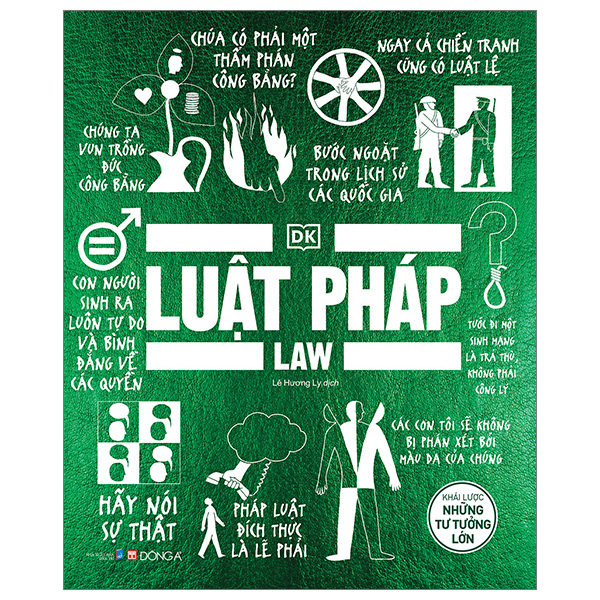 CHÚA CÓ PHẢI MỘT
THẨM PHÁN
CÔNG BẰNG?
NGAY CẢ CHIẾN TRANH
CŨNG CÓ LUẬT LỆ
CHÚNG TA
VUN TRỒNG
ĐỨC
CÔNG BẰNG
BƯỚC NGOẶT
TRONG LỊCH SỬ
CÁC QUỐC GIA
DK
LUẬT PHÁP
LAW
Lê Hương Ly dịch
CON NGƯỜI
SINH RA
LUÔN TỰ DO
VÀ BÌNH
ĐẲNG VỀ
CÁC QUYỀN
TƯỚC ĐI MỘT
SINH MẠNG
LÀ TRẢ THÙ,
KHÔNG PHẢI
CÔNG LÝ
CÁC CON TÔI SẼ KHÔNG
BỊ PHÁN XÉT BỞI
MÀU DA CỦA CHÚNG
HÃY NÓI
SỰ THẬT
PHÁP LUẬT
ĐÍCH THỰC
LÀ LẼ PHẢI
KHÁI LƯỢC
NHỮNG
TƯ TƯỞNG
LỚN
ĐÔNG A